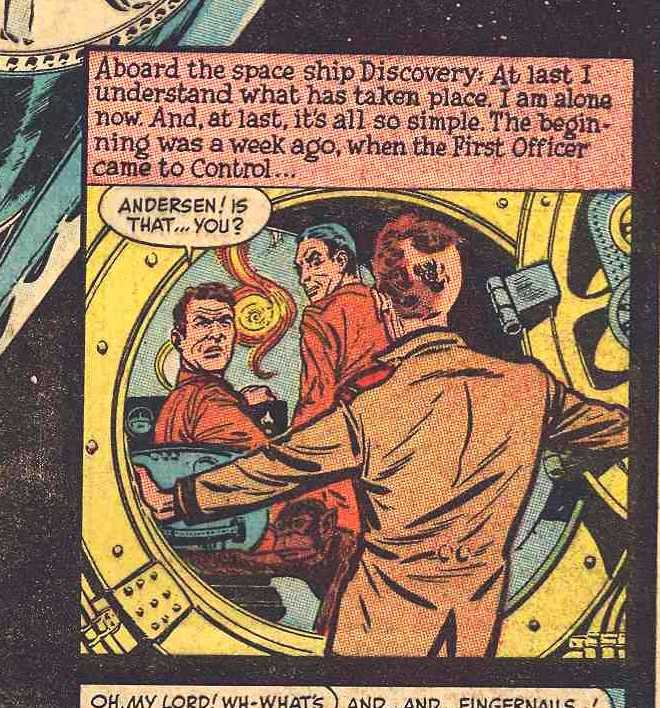 Aboard the space ship Discovery: At last I
understand what has taken place. I am alone
now. And, at last, it's all so simple. The begin-
ning was a week ago, when the First Officer
came to Control...
ANDERSEN! IS
THAT... YOU?
OH, MY LORD! WH-WHAT'S
AND... AND... FINGERNAILS...!